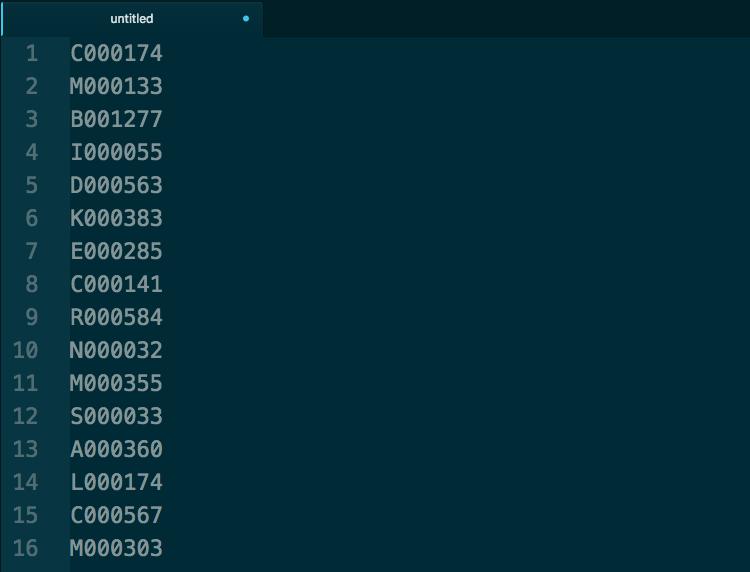 untitled
1 C000174
2 M000133
3 B001277
4 I000055
5 D000563
6 K000383
7 E000285
8 C000141
9 R000584
10 N000032
11 M000355
12 S000033
13 A000360
14 L000174
15 C000567
16 M000303